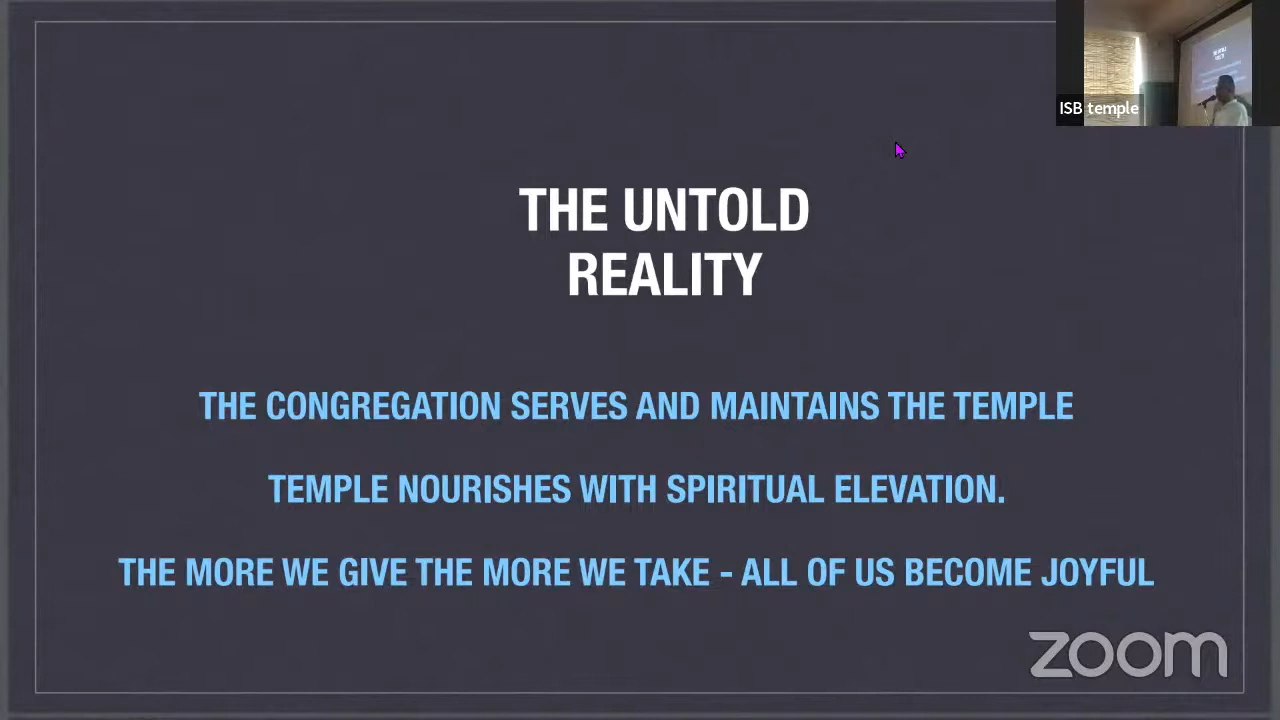 ISB temple
THE UNTOLD
REALITY
THE CONGREGATION SERVES AND MAINTAINS THE TEMPLE
TEMPLE NOURISHES WITH SPIRITUAL ELEVATION.
THE MORE WE GIVE THE MORE WE TAKE - ALL OF US BECOME JOYFUL
zoom